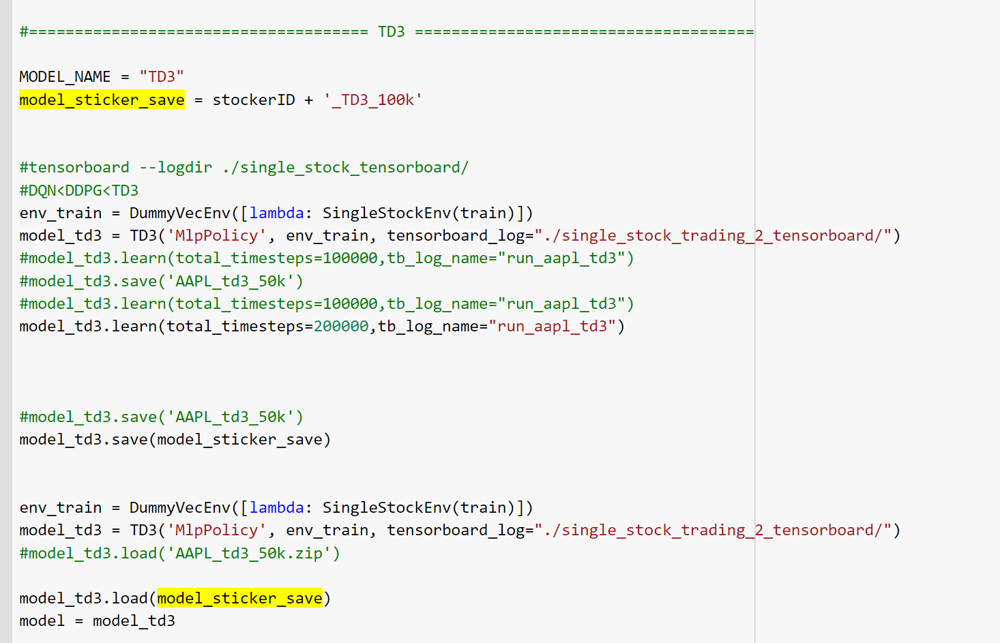 #===================================== TD3 =====================================
MODEL_NAME = "TD3"
model_sticker_save = stockerID + '_TD3_100k'
#tensorboard --logdir ./single_stock_tensorboard/
#DQN<DDPG<TD3
env_train = DummyVecEnv([lambda: SingleStockEnv(train)])
model_td3 = TD3('MlpPolicy', env_train, tensorboard_log="./single_stock_trading_2_tensorboard/")
#model_td3.learn(total_timesteps=100000,tb_log_name="run_aapl_td3")
#model_td3.save('AAPL_td3_50k')
#model_td3.learn(total_timesteps=100000,tb_log_name="run_aapl_td3")
model_td3.learn(total_timesteps=200000,tb_log_name="run_aapl_td3")
#model_td3.save('AAPL_td3_50k')
model_td3.save(model_sticker_save)
env_train = DummyVecEnv([lambda: SingleStockEnv(train)])
model_td3 = TD3('MlpPolicy', env_train, tensorboard_log="./single_stock_trading_2_tensorboard/")
#model_td3.load('AAPL_td3_50k.zip')
model_td3.load(model_sticker_save)
model = model_td3